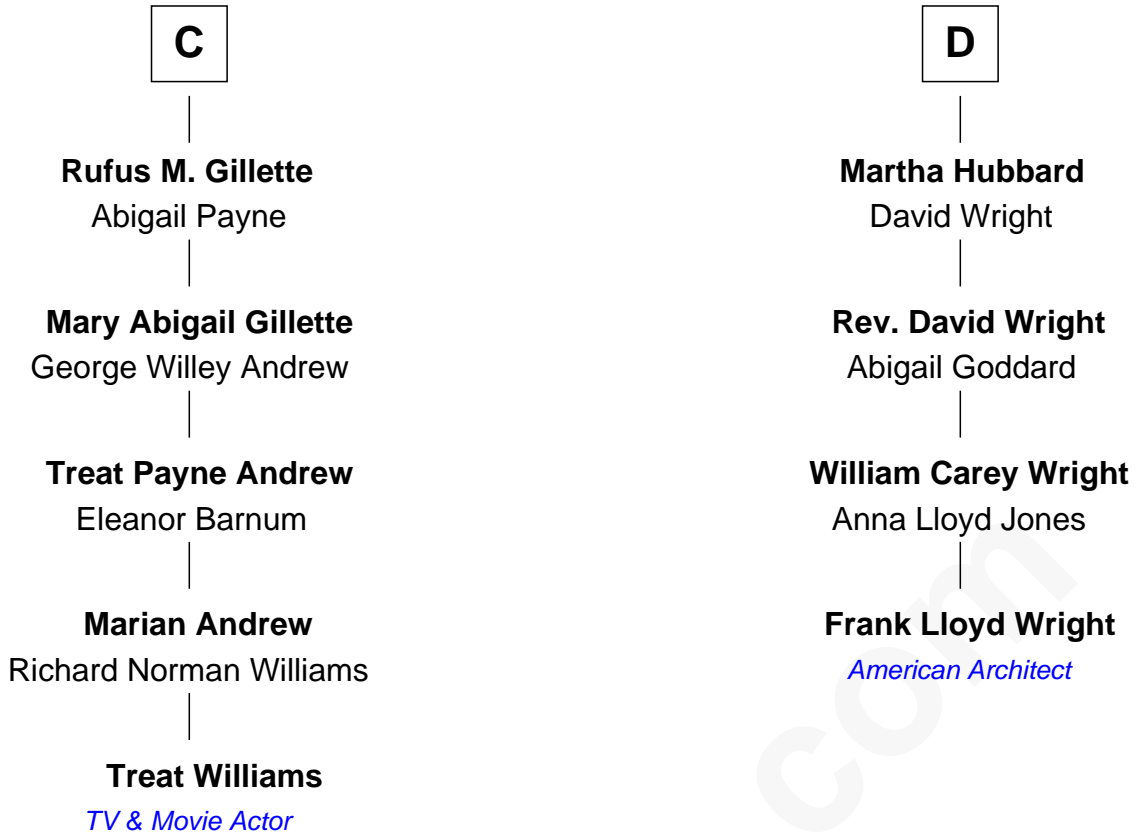 C
Rufus M. Gillette
Abigail Payne
Mary Abigail Gillette
George Willey Andrew
Treat Payne Andrew
Eleanor Barnum
Marian Andrew
Richard Norman Williams
Treat Williams
TV & Movie Actor
D
Martha Hubbard
David Wright
Rev. David Wright
Abigail Goddard
William Carey Wright
Anna Lloyd Jones
Frank Lloyd Wright
American Architect
com